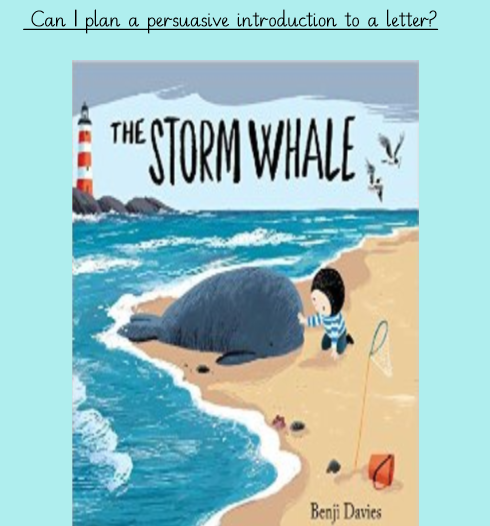 Can I plan a persuasive introduction to a letter?
THE STORM WHALE
Benji Davies